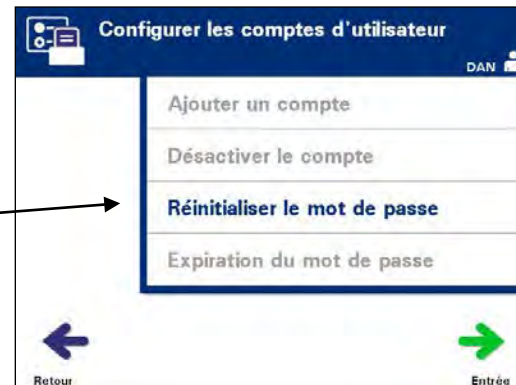 Configurer les comptes d'utilisateur
DAN
Ajouter un compte
Désactiver le compte
Réinitialiser le mot de passe
Expiration du mot de passe
Retour
Entrée